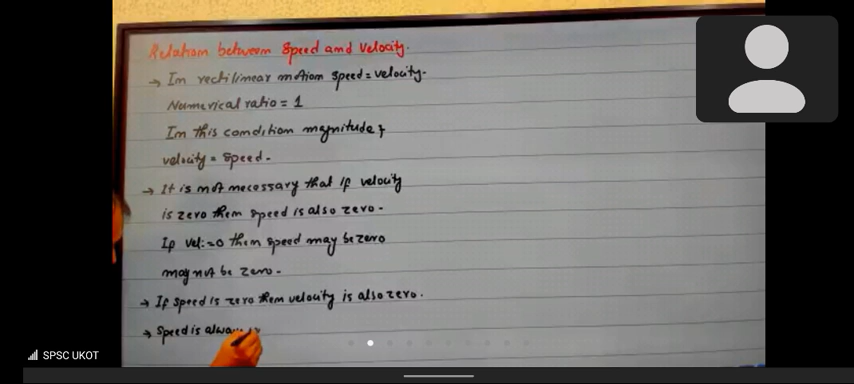 Relation between Speed and Velocity.
→ In rectilinear motion speed = velocity.
Numerical ratio = 1
In this condition magnitude of
velocity = speed.
→ It is not necessary that if velocity
is zero then speed is also zero.
If vel. = 0 then speed may be zero
may not be zero.
→ If speed is zero then velocity is also zero.
→ Speed is always
SPSC UKOT